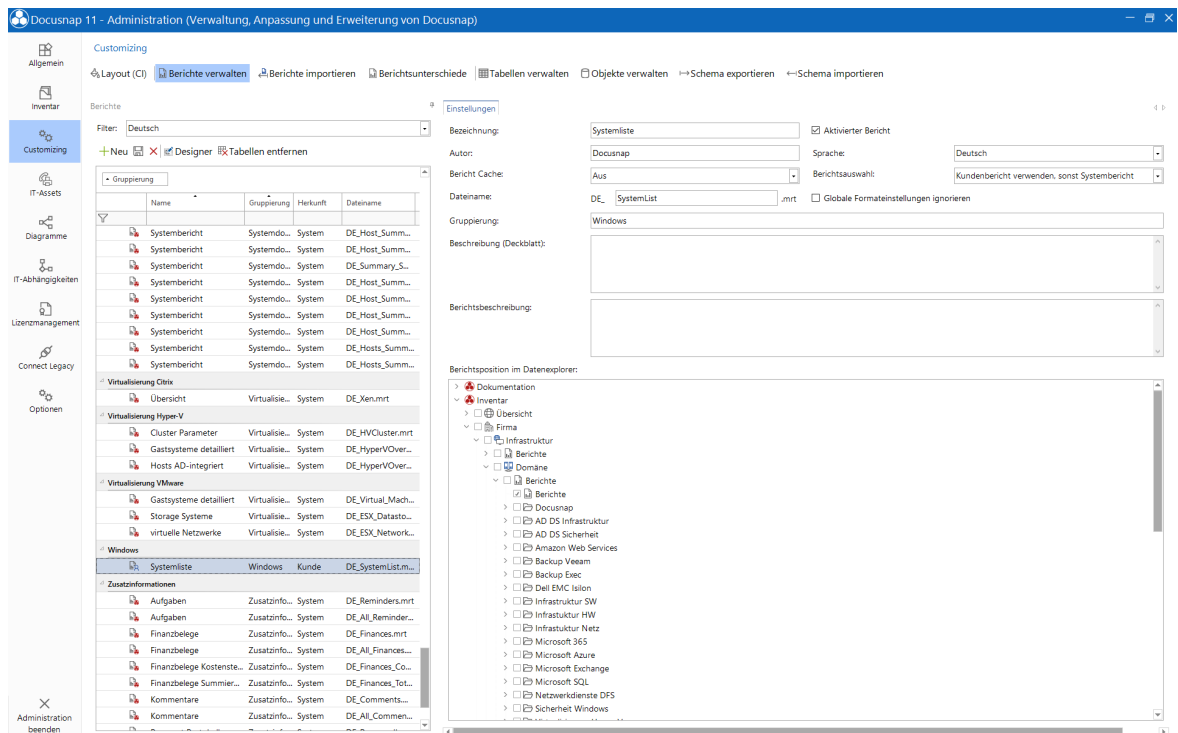 Docusnap 11 - Administration (Verwaltung, Anpassung und Erweiterung von Docusnap)
Allgemein
Inventar
Customizing
IT-Assets
Diagramme
IT-Abhängigkeiten
Lizenzmanagement
Connect Legacy
Optionen
Administration
beenden
Customizing
Layout (CI) Berichte verwalten Berichte importieren Berichtsunterschiede Tabellen verwalten Objekte verwalten Schema exportieren Schema importieren
Berichte
Filter: Deutsch
Neu Designer Tabellen entfernen
Gruppierung
Name Gruppierung Herkunft Dateiname
Systembericht Systemdo... System DE_Host_Summ...
Systembericht Systemdo... System DE_Host_Summ...
Systembericht Systemdo... System DE_Summary_S...
Systembericht Systemdo... System DE_Host_Summ...
Systembericht Systemdo... System DE_Host_Summ...
Systembericht Systemdo... System DE_Host_Summ...
Systembericht Systemdo... System DE_Host_Summ...
Systembericht Systemdo... System DE_Hosts_Summ...
Systembericht Systemdo... System DE_Hosts_Summ...
Virtualisierung Citrix
Übersicht Virtualisie... System DE_Xen.mrt
Virtualisierung Hyper-V
Cluster Parameter Virtualisie... System DE_HVCluster.mrt
Gastsysteme detailliert Virtualisie... System DE_HyperVOver...
Hosts AD-integriert Virtualisie... System DE_HyperVOver...
Virtualisierung VMware
Gastsysteme detailliert Virtualisie... System DE_Virtual_Mach...
Storage Systeme Virtualisie... System DE_ESX_Datasto...
virtuelle Netzwerke Virtualisie... System DE_ESX_Network...
Windows
Systemliste Windows Kunde DE_SystemList.m...
Zusatzinformationen
Aufgaben Zusatzinfo... System DE_Reminders.mrt
Aufgaben Zusatzinfo... System DE_All_Reminder...
Finanzbelege Zusatzinfo... System DE_Finances.mrt
Finanzbelege Zusatzinfo... System DE_All_Finances....
Finanzbelege Kostenste... Zusatzinfo... System DE_Finances_Co...
Finanzbelege Summier... Zusatzinfo... System DE_Finances_Tot...
Kommentare Zusatzinfo... System DE_Comments....
Kommentare Zusatzinfo... System DE_All_Commen...
Einstellungen
Bezeichnung: Systemliste Aktivierter Bericht
Autor: Docusnap Sprache: Deutsch
Bericht Cache: Aus Berichtsauswahl: Kundenbericht verwenden, sonst Systembericht
Dateiname: DE_ SystemList .mrt Globale Formateinstellungen ignorieren
Gruppierung: Windows
Beschreibung (Deckblatt):
Berichtsbeschreibung:
Berichtsposition im Datenexplorer:
Dokumentation
Inventar
Übersicht
Firma
Infrastruktur
Berichte
Domäne
Berichte
Berichte
Docusnap
AD DS Infrastruktur
AD DS Sicherheit
Amazon Web Services
Backup Veeam
Backup Exec
Dell EMC Isilon
Infrastruktur SW
Infrastuktur HW
Infrastuktur Netz
Microsoft 365
Microsoft Azure
Microsoft Exchange
Microsoft SQL
Netzwerkdienste DFS
Sicherheit Windows